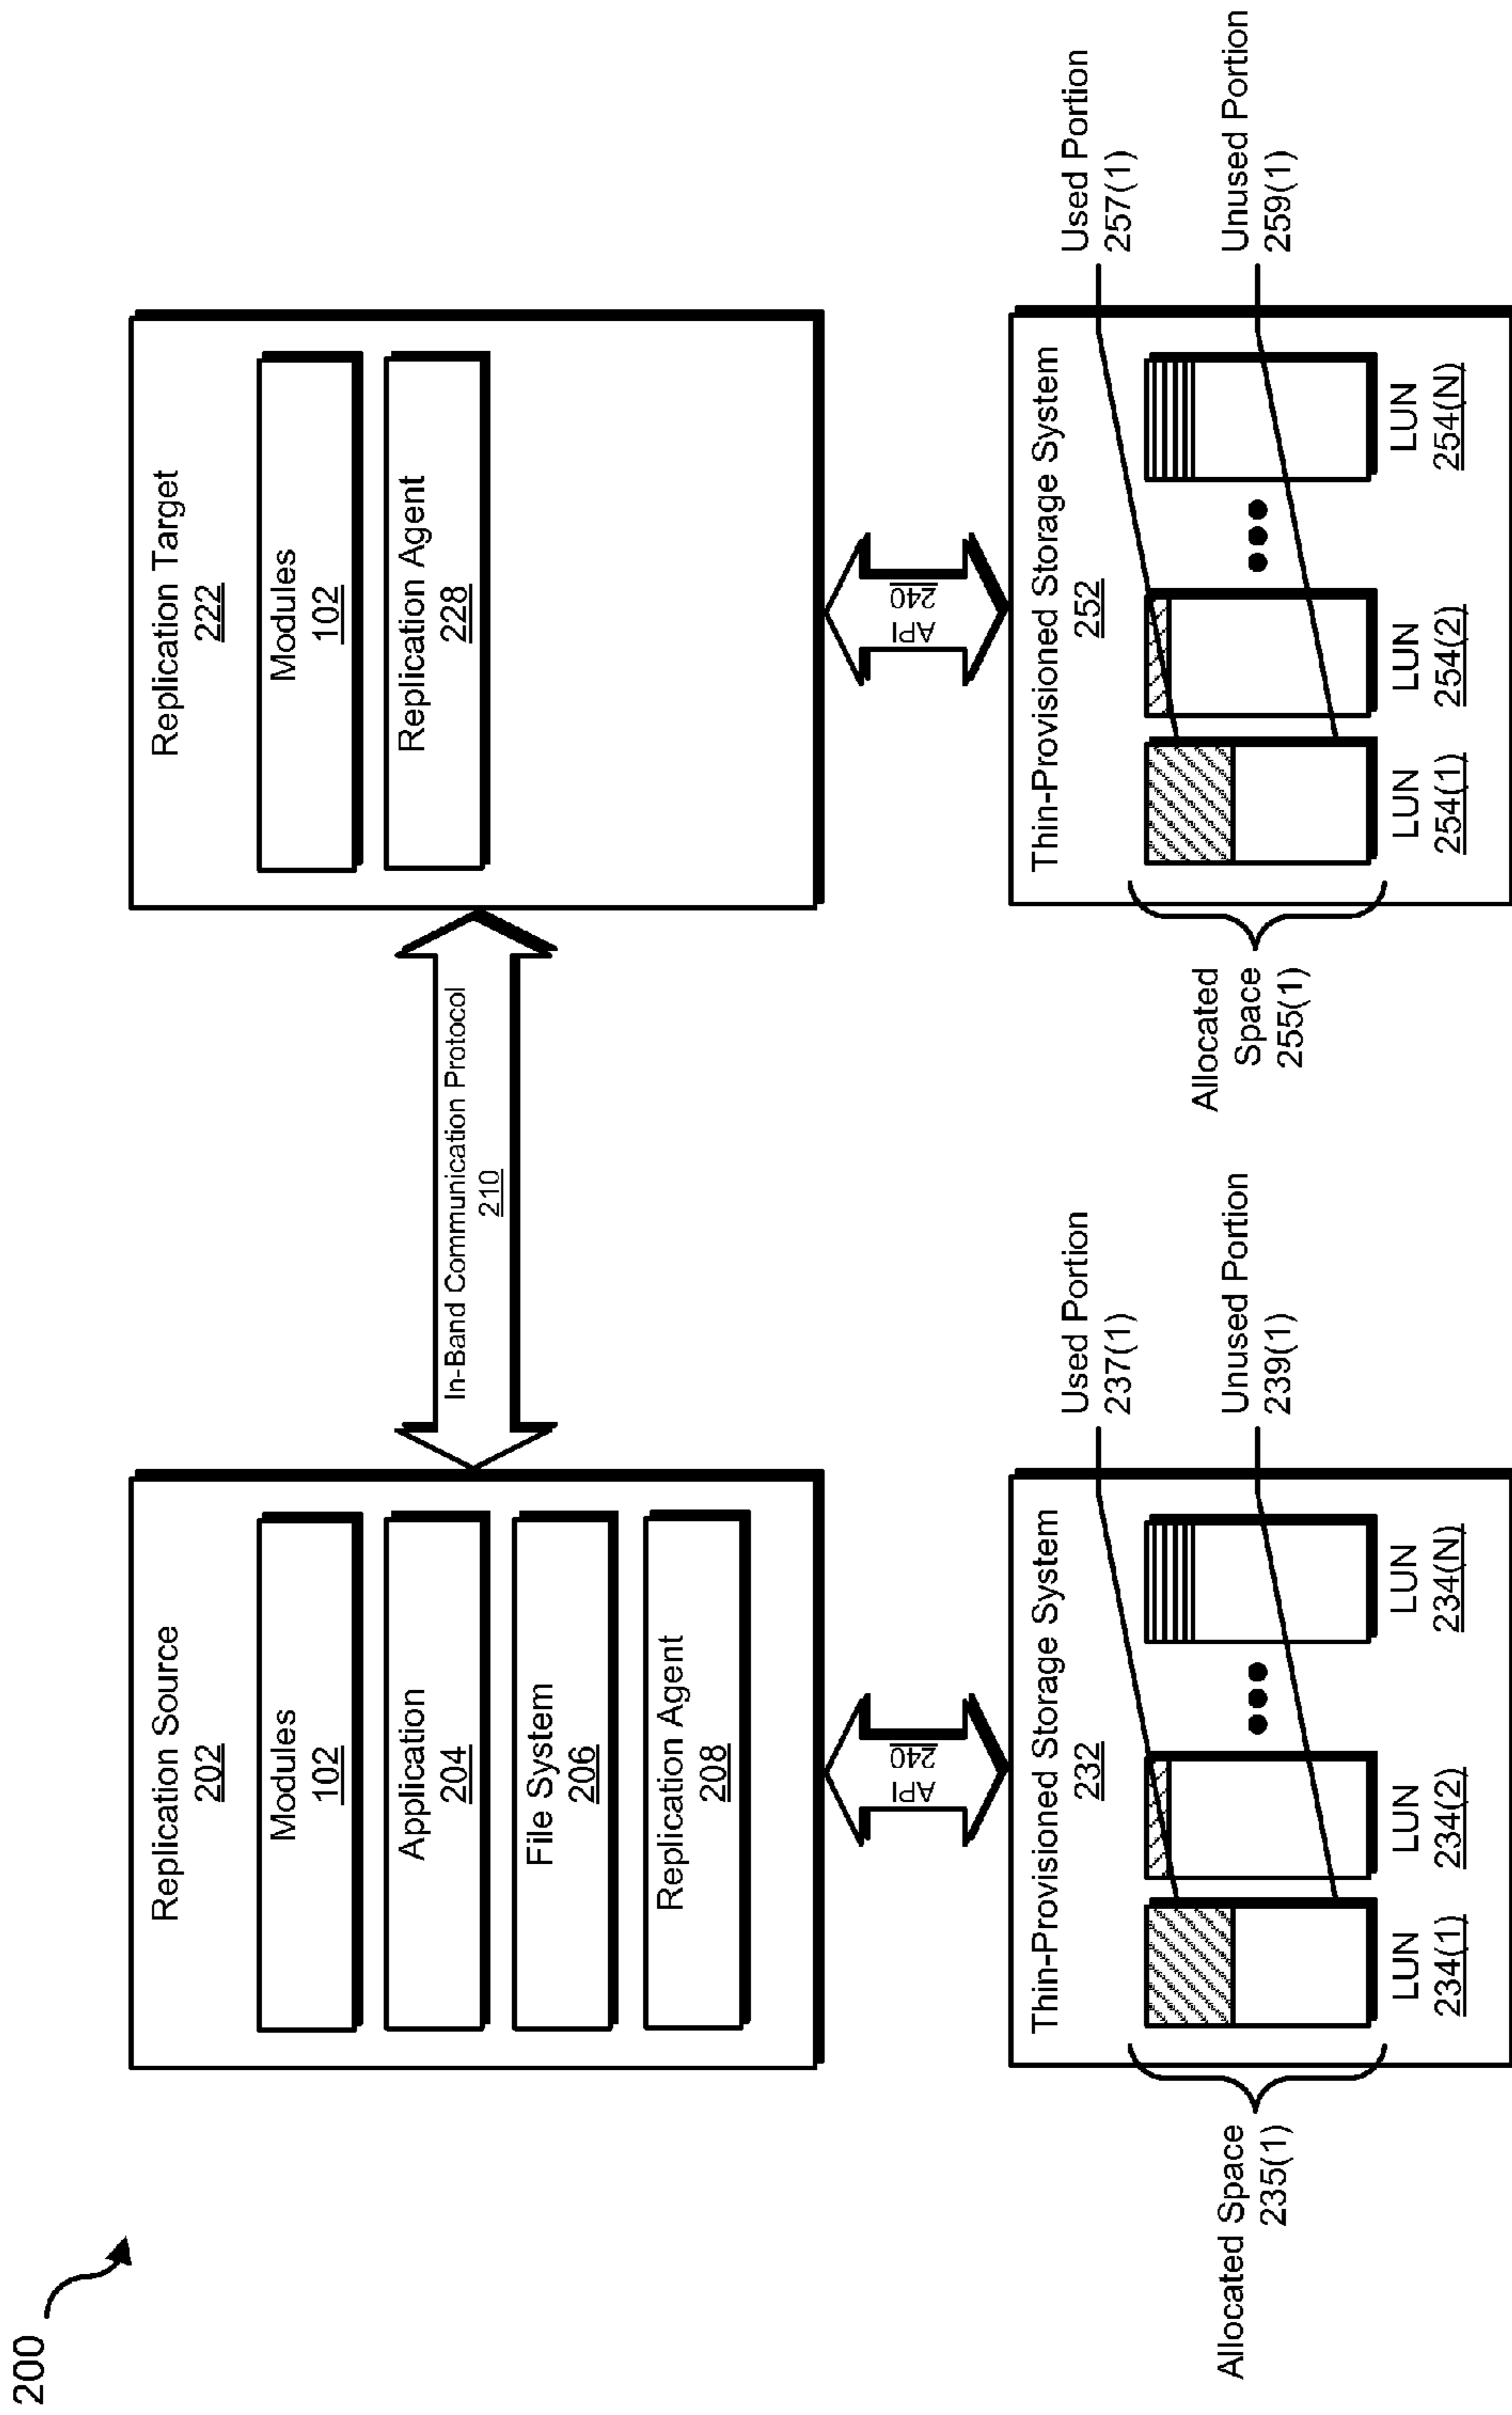 200
Replication Source
202
Modules
102
Application
204
File System
206
Replication Agent
208
In-Band Communication Protocol
210
Replication Target
222
Modules
102
Replication Agent
228
API
240
API
240
Thin-Provisioned Storage System
232
Allocated Space
235(1)
LUN
234(1)
LUN
234(2)
LUN
234(N)
Used Portion
237(1)
Unused Portion
239(1)
Thin-Provisioned Storage System
252
Allocated
Space
255(1)
LUN
254(1)
LUN
254(2)
LUN
254(N)
Used Portion
257(1)
Unused Portion
259(1)